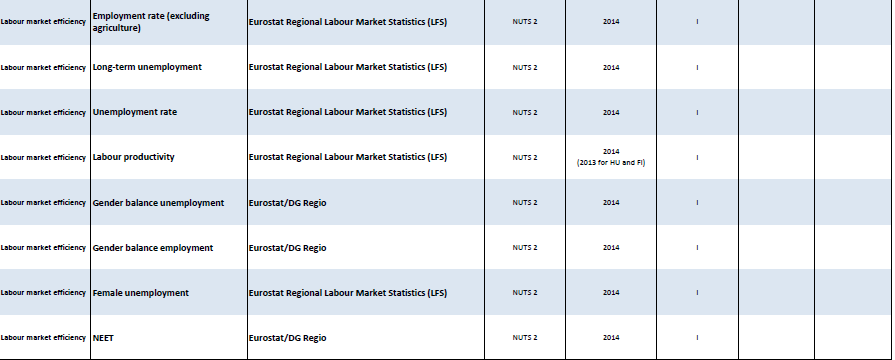 Labour market efficiency Employment rate (excluding agriculture) Eurostat Regional Labour Market Statistics (LFS) NUTS 2 2014 I
Labour market efficiency Long-term unemployment Eurostat Regional Labour Market Statistics (LFS) NUTS 2 2014 I
Labour market efficiency Unemployment rate Eurostat Regional Labour Market Statistics (LFS) NUTS 2 2014 I
Labour market efficiency Labour productivity Eurostat Regional Labour Market Statistics (LFS) NUTS 2 2014 (2013 for HU and FI) I
Labour market efficiency Gender balance unemployment Eurostat/DG Regio NUTS 2 2014 I
Labour market efficiency Gender balance employment Eurostat/DG Regio NUTS 2 2014 I
Labour market efficiency Female unemployment Eurostat Regional Labour Market Statistics (LFS) NUTS 2 2014 I
Labour market efficiency NEET Eurostat/DG Regio NUTS 2 2014 I